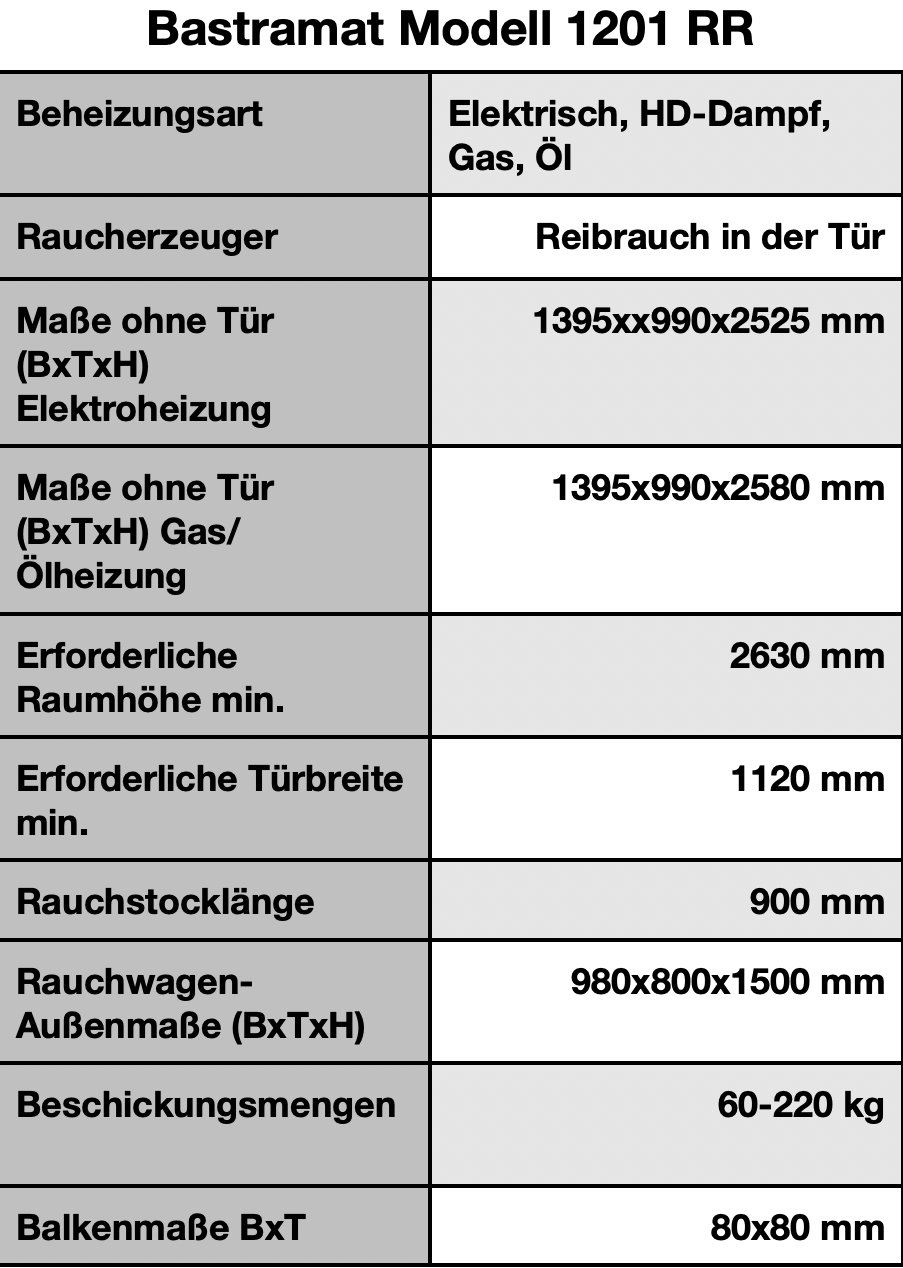 Bastramat Modell 1201 RR
Beheizungsart
Elektrisch, HD-Dampf,
Gas, Öl
Raucherzeuger
Reibrauch in der Tür
Maße ohne Tür
(BxTxH)
Elektroheizung
1395xx990x2525 mm
Maße ohne Tür
(BxTxH) Gas/
Ölheizung
1395x990x2580 mm
Erforderliche
Raumhöhe min.
2630 mm
Erforderliche Türbreite
min.
1120 mm
Rauchstocklänge
900 mm
Rauchwagen-
Außenmaße (BxTxH)
980x800x1500 mm
Beschickungsmengen
60-220 kg
Balkenmaße BxT
80x80 mm